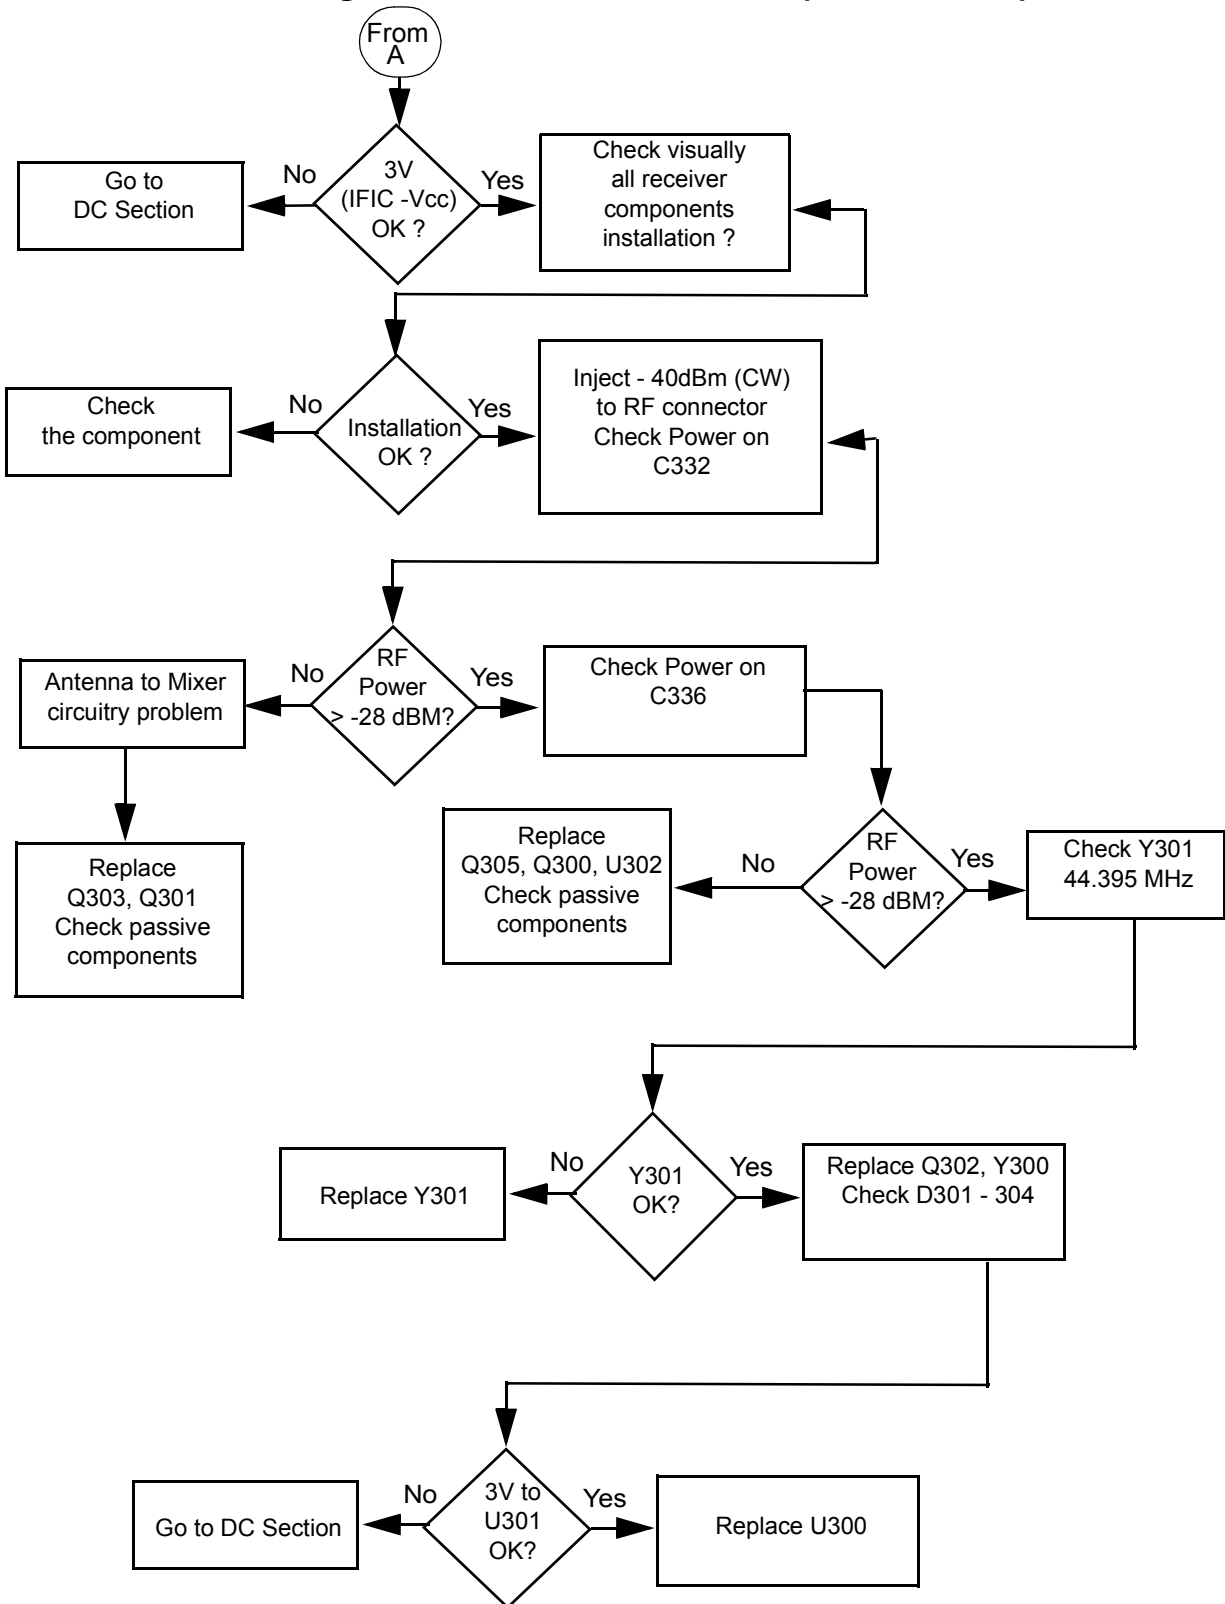 From
A
No
3V
(IFIC -Vcc)
OK ?
Yes
Go to
DC Section
Check visually
all receiver
components
installation ?
No
Installation
OK ?
Yes
Check
the component
Inject - 40dBm (CW)
to RF connector
Check Power on
C332
No
RF
Power
> -28 dBM?
Yes
Antenna to Mixer
circuitry problem
Check Power on
C336
Replace
Q303, Q301
Check passive
components
Replace
Q305, Q300, U302
Check passive
components
No
RF
Power
> -28 dBM?
Yes
Check Y301
44.395 MHz
No
Y301
OK?
Yes
Replace Y301
Replace Q302, Y300
Check D301 - 304
No
3V to
U301
OK?
Yes
Go to DC Section
Replace U300